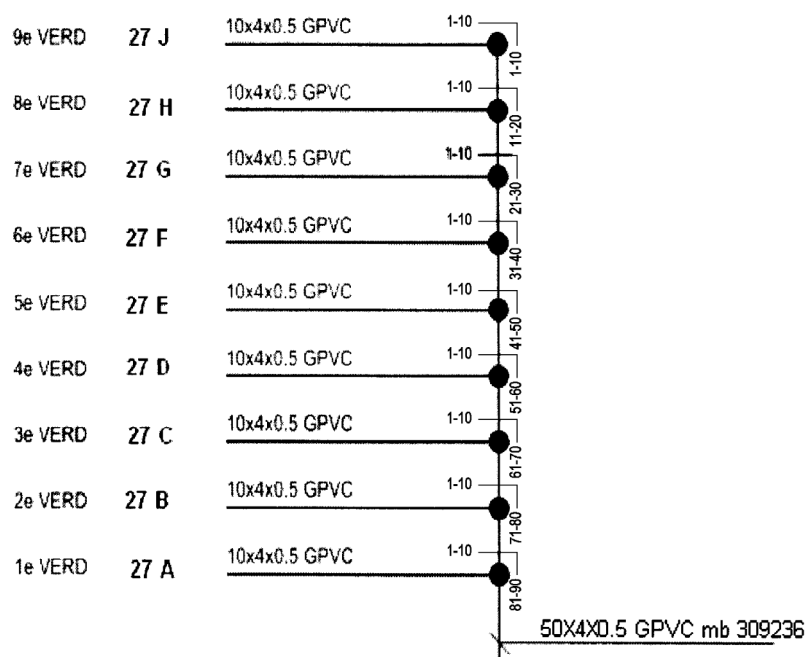 9e VERD 27 J 10x4x0.5 GPVC 1-10
1-10
8e VERD 27 H 10x4x0.5 GPVC 1-10
11-20
7e VERD 27 G 10x4x0.5 GPVC 1-10
21-30
6e VERD 27 F 10x4x0.5 GPVC 1-10
31-40
5e VERD 27 E 10x4x0.5 GPVC 1-10
41-50
4e VERD 27 D 10x4x0.5 GPVC 1-10
51-60
3e VERD 27 C 10x4x0.5 GPVC 1-10
61-70
2e VERD 27 B 10x4x0.5 GPVC 1-10
71-80
1e VERD 27 A 10x4x0.5 GPVC 1-10
81-90
50X4X0.5 GPVC mb 309236